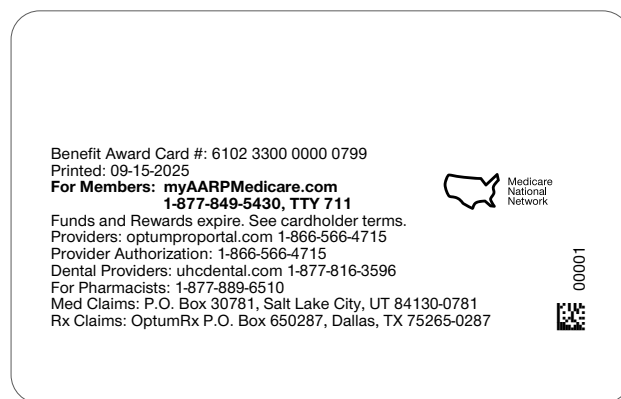 Benefit Award Card #: 6102 3300 0000 0799
Printed: 09-15-2025
For Members: myAARPMedicare.com
1-877-849-5430, TTY 711
Funds and Rewards expire. See cardholder terms.
Providers: optumproportal.com 1-866-566-4715
Provider Authorization: 1-866-566-4715
Dental Providers: uhcdental.com 1-877-816-3596
For Pharmacists: 1-877-889-6510
Med Claims: P.O. Box 30781, Salt Lake City, UT 84130-0781
Rx Claims: OptumRx P.O. Box 650287, Dallas, TX 75265-0287
Medicare
National
Network
00001